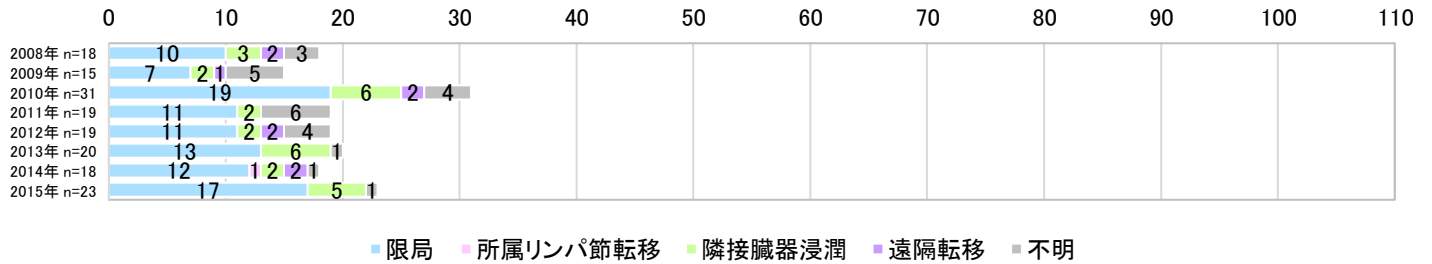 0 10 20 30 40 50 60 70 80 90 100 110
2008年 n=18 10 3 2 3
2009年 n=15 7 2 1 5
2010年 n=31 19 6 2 4
2011年 n=19 11 2 6
2012年 n=19 11 2 2 4
2013年 n=20 13 6 1
2014年 n=18 12 1 2 2 1
2015年 n=23 17 5 1
限局 所属リンパ節転移 隣接臓器浸潤 遠隔転移 不明